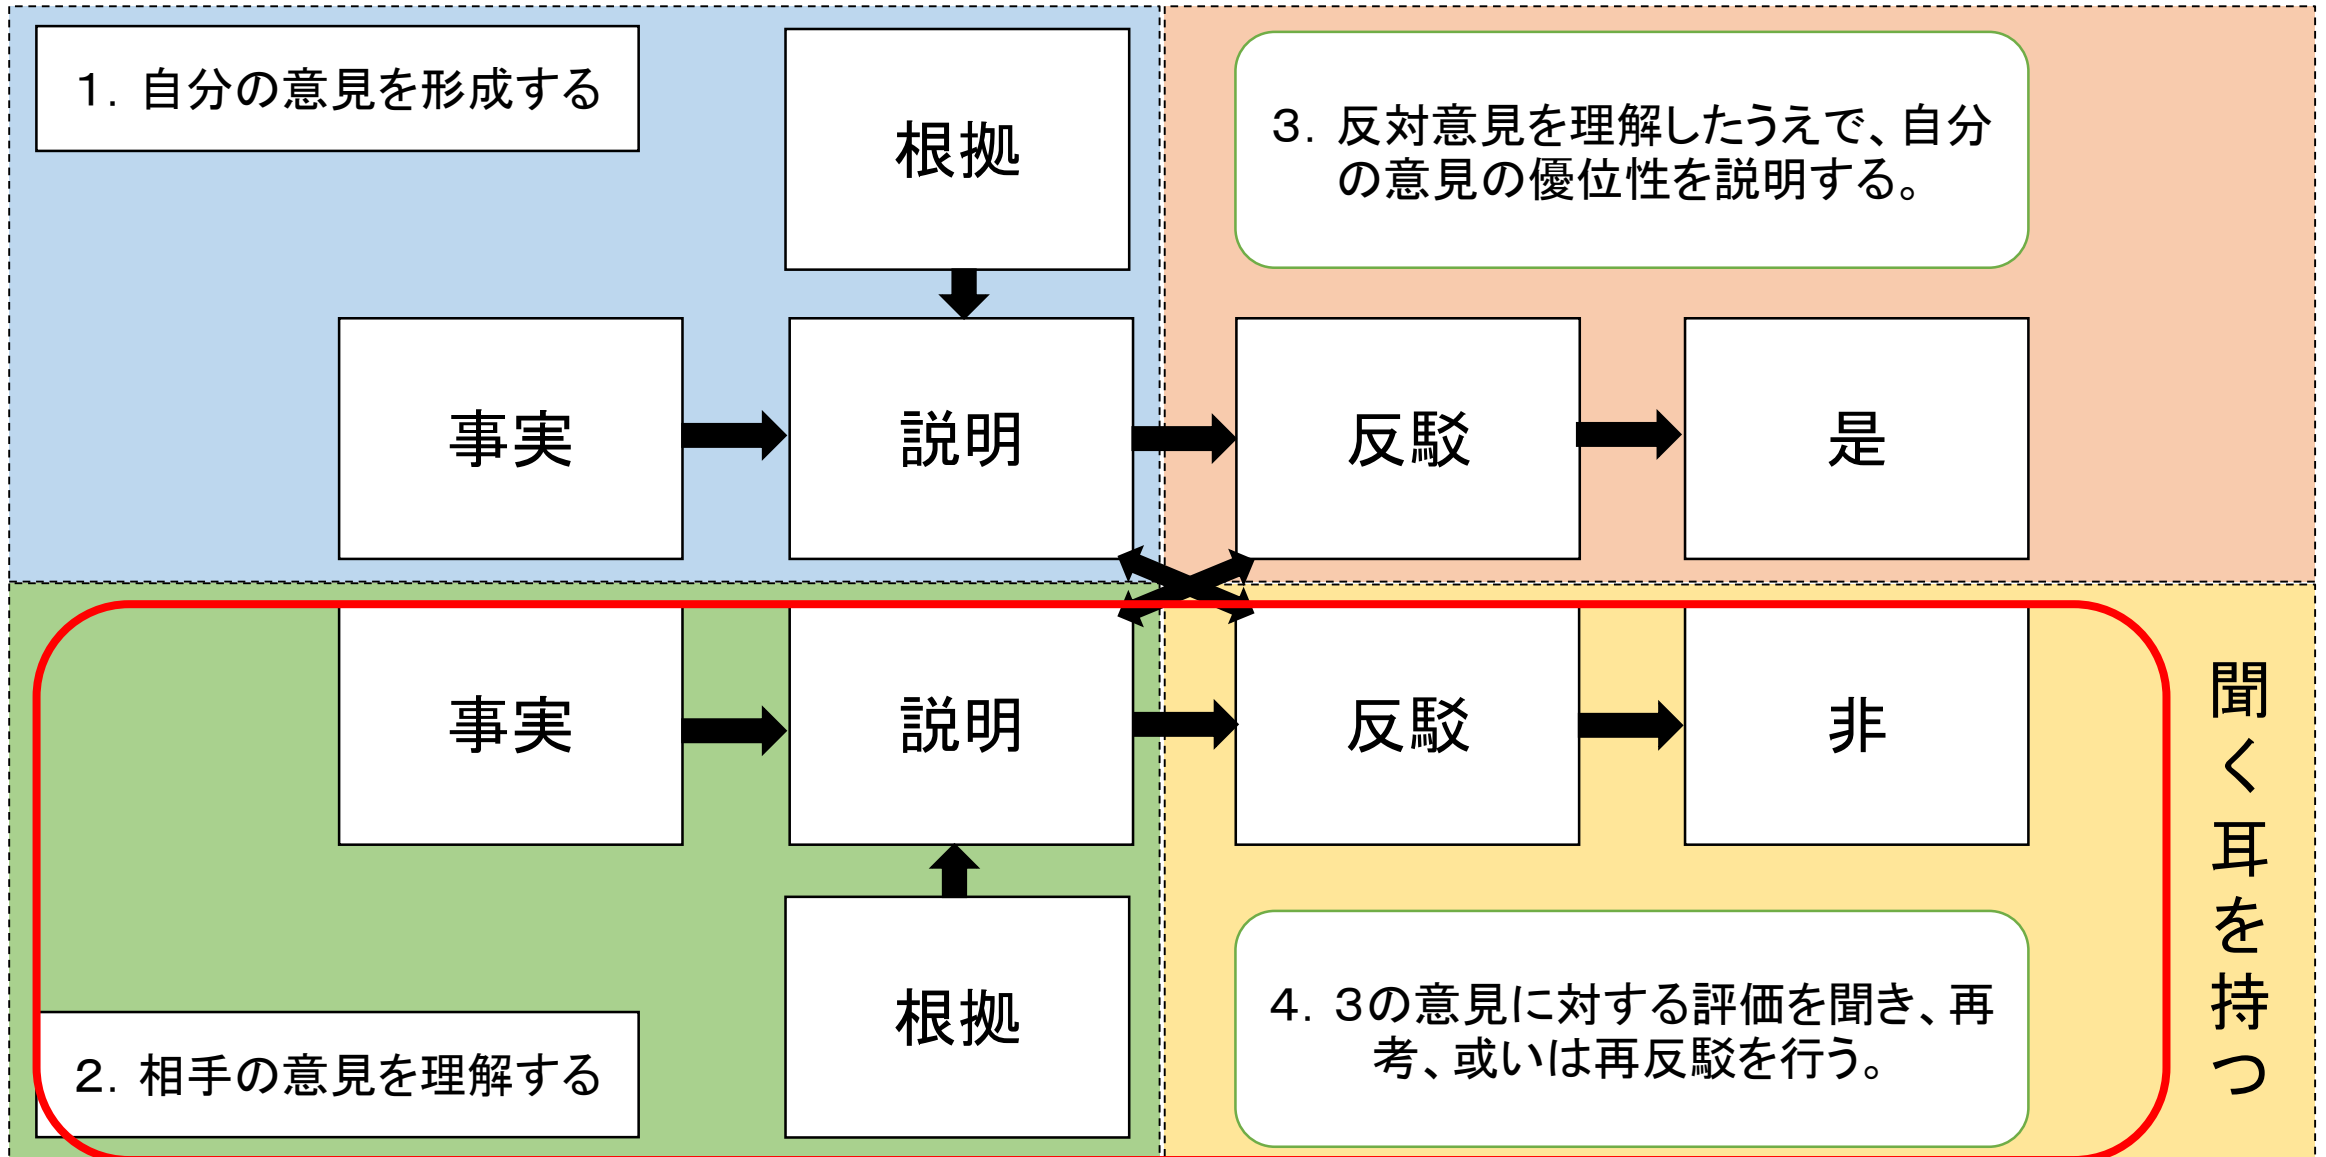 １．自分の意見を形成する
根拠
３．反対意見を理解したうえで、自分
の意見の優位性を説明する。
事実
説明
反駁
是
事実
説明
反駁
非
根拠
２．相手の意見を理解する
４．３の意見に対する評価を聞き、再
考、或いは再反駁を行う。
聞く耳を持つ